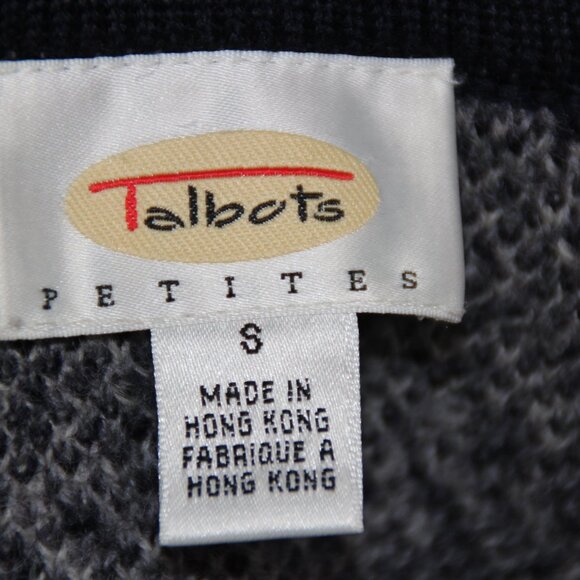 Talbots
PETITES
S
MADE IN
HONG KONG
FABRIQUE A
HONG KONG